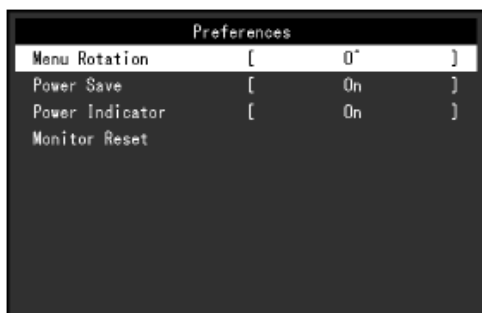 Preferences
Menu Rotation [ 0° ]
Power Save [ On ]
Power Indicator [ On ]
Monitor Reset